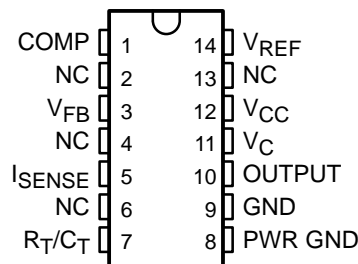 COMP 1 14 VREF
NC 2 13 NC
VFB 3 12 VCC
NC 4 11 VC
ISENSE 5 10 OUTPUT
NC 6 9 GND
RT/CT 7 8 PWR GND